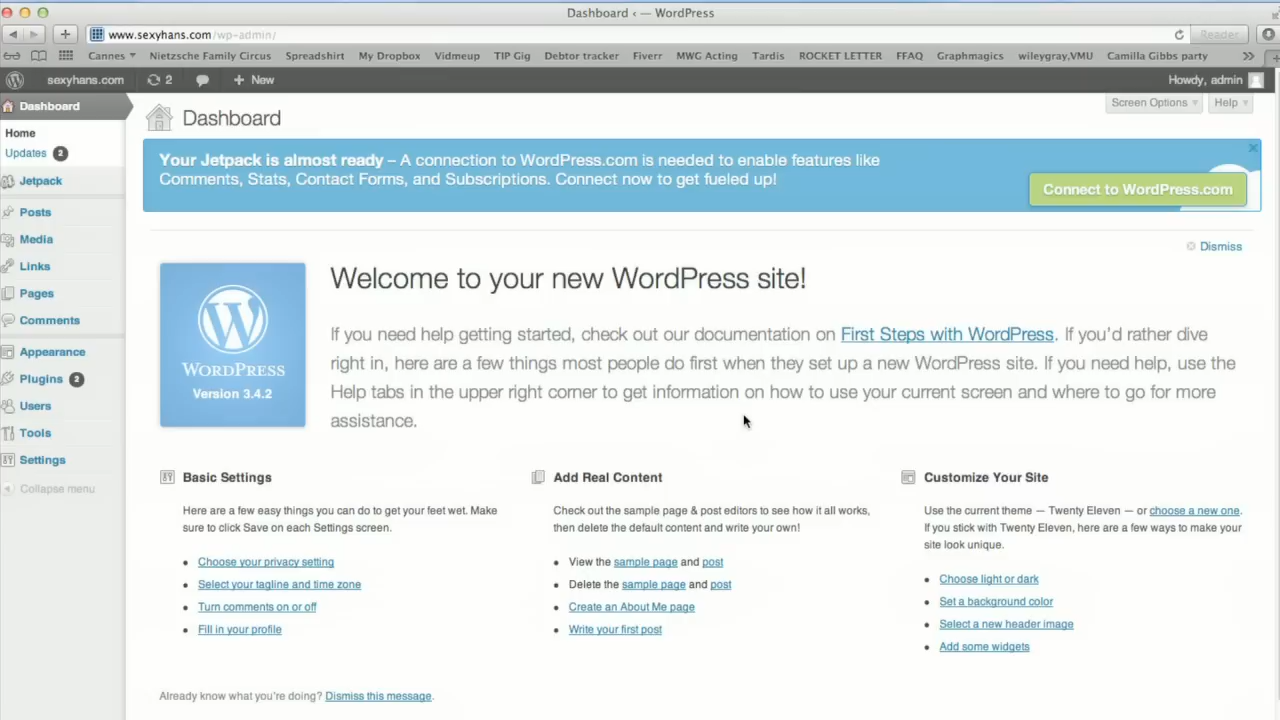 Dashboard ‹ — WordPress
www.sexyhans.com/wp-admin/
Reader
Cannes Nietzsche Family Circus Spreadshirt My Dropbox Vidmeup TIP Gig Debtor tracker Fiverr MWG Acting Tardis ROCKET LETTER FFAQ Graphmagics wileygray,VMU Camilla Gibbs party
sexyhans.com 2 + New Howdy, admin
Dashboard
Home
Updates 2
Jetpack
Posts
Media
Links
Pages
Comments
Appearance
Plugins 2
Users
Tools
Settings
Collapse menu
Dashboard
Screen Options Help
Your Jetpack is almost ready – A connection to WordPress.com is needed to enable features like
Comments, Stats, Contact Forms, and Subscriptions. Connect now to get fueled up!
Connect to WordPress.com
Dismiss
WORDPRESS
Version 3.4.2
Welcome to your new WordPress site!
If you need help getting started, check out our documentation on First Steps with WordPress. If you'd rather dive
right in, here are a few things most people do first when they set up a new WordPress site. If you need help, use the
Help tabs in the upper right corner to get information on how to use your current screen and where to go for more
assistance.
Basic Settings
Here are a few easy things you can do to get your feet wet. Make
sure to click Save on each Settings screen.
• Choose your privacy setting
• Select your tagline and time zone
• Turn comments on or off
• Fill in your profile
Add Real Content
Check out the sample page & post editors to see how it all works,
then delete the default content and write your own!
• View the sample page and post
• Delete the sample page and post
• Create an About Me page
• Write your first post
Customize Your Site
Use the current theme — Twenty Eleven — or choose a new one.
If you stick with Twenty Eleven, here are a few ways to make your
site look unique.
• Choose light or dark
• Set a background color
• Select a new header image
• Add some widgets
Already know what you're doing? Dismiss this message.